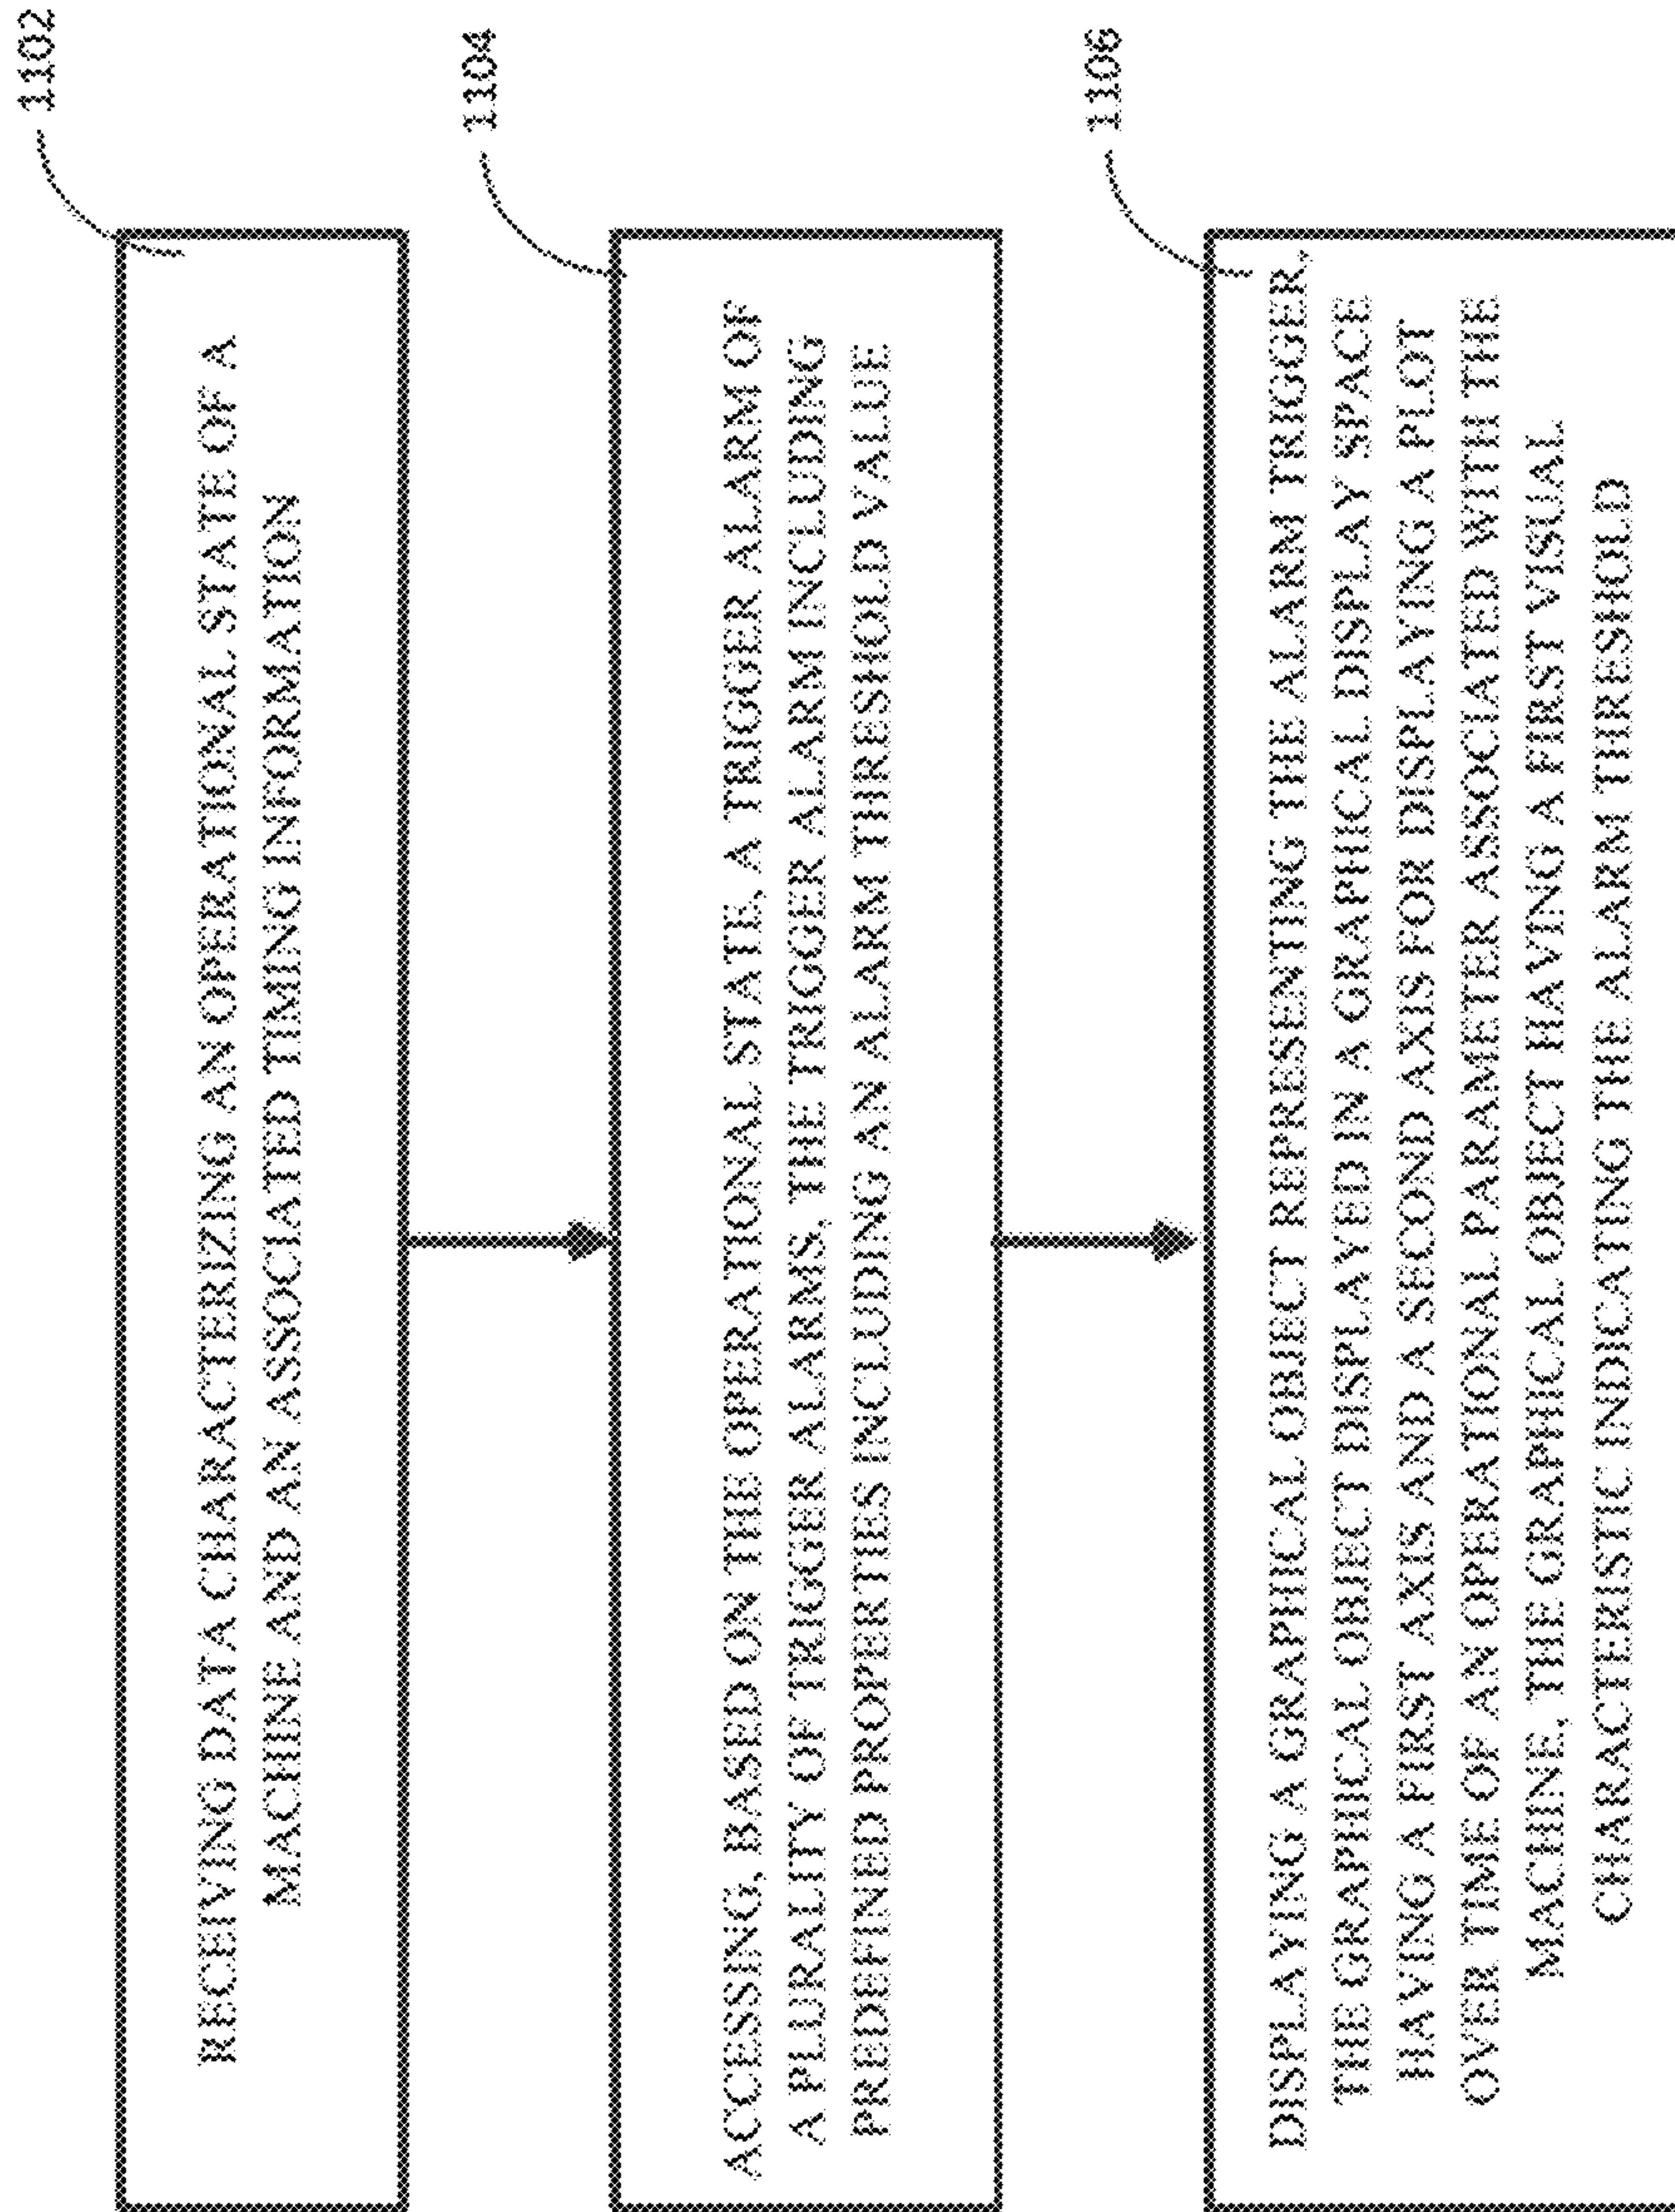 1102
RECEIVING DATA CHARACTERIZING AN OPERATIONAL STATE OF A
MACHINE AND AN ASSOCIATED TIMING INFORMATION
1104
ACCESSING, BASED ON THE OPERATIONAL STATE, A TRIGGER ALARM OF
A PLURALITY OF TRIGGER ALARMS, THE TRIGGER ALARM INCLUDING
PREDEFINED PROPERTIES INCLUDING AN ALARM THRESHOLD VALUE
1106
DISPLAYING A GRAPHICAL OBJECT REPRESENTING THE ALARM TRIGGER,
THE GRAPHICAL OBJECT DISPLAYED IN A GRAPHICAL DISPLAY SPACE
HAVING A FIRST AXIS AND A SECOND AXIS FOR DISPLAYING A PLOT
OVER TIME OF AN OPERATIONAL PARAMETER ASSOCIATED WITH THE
MACHINE, THE GRAPHICAL OBJECT HAVING A FIRST VISUAL
CHARACTERISTIC INDICATING THE ALARM THRESHOLD